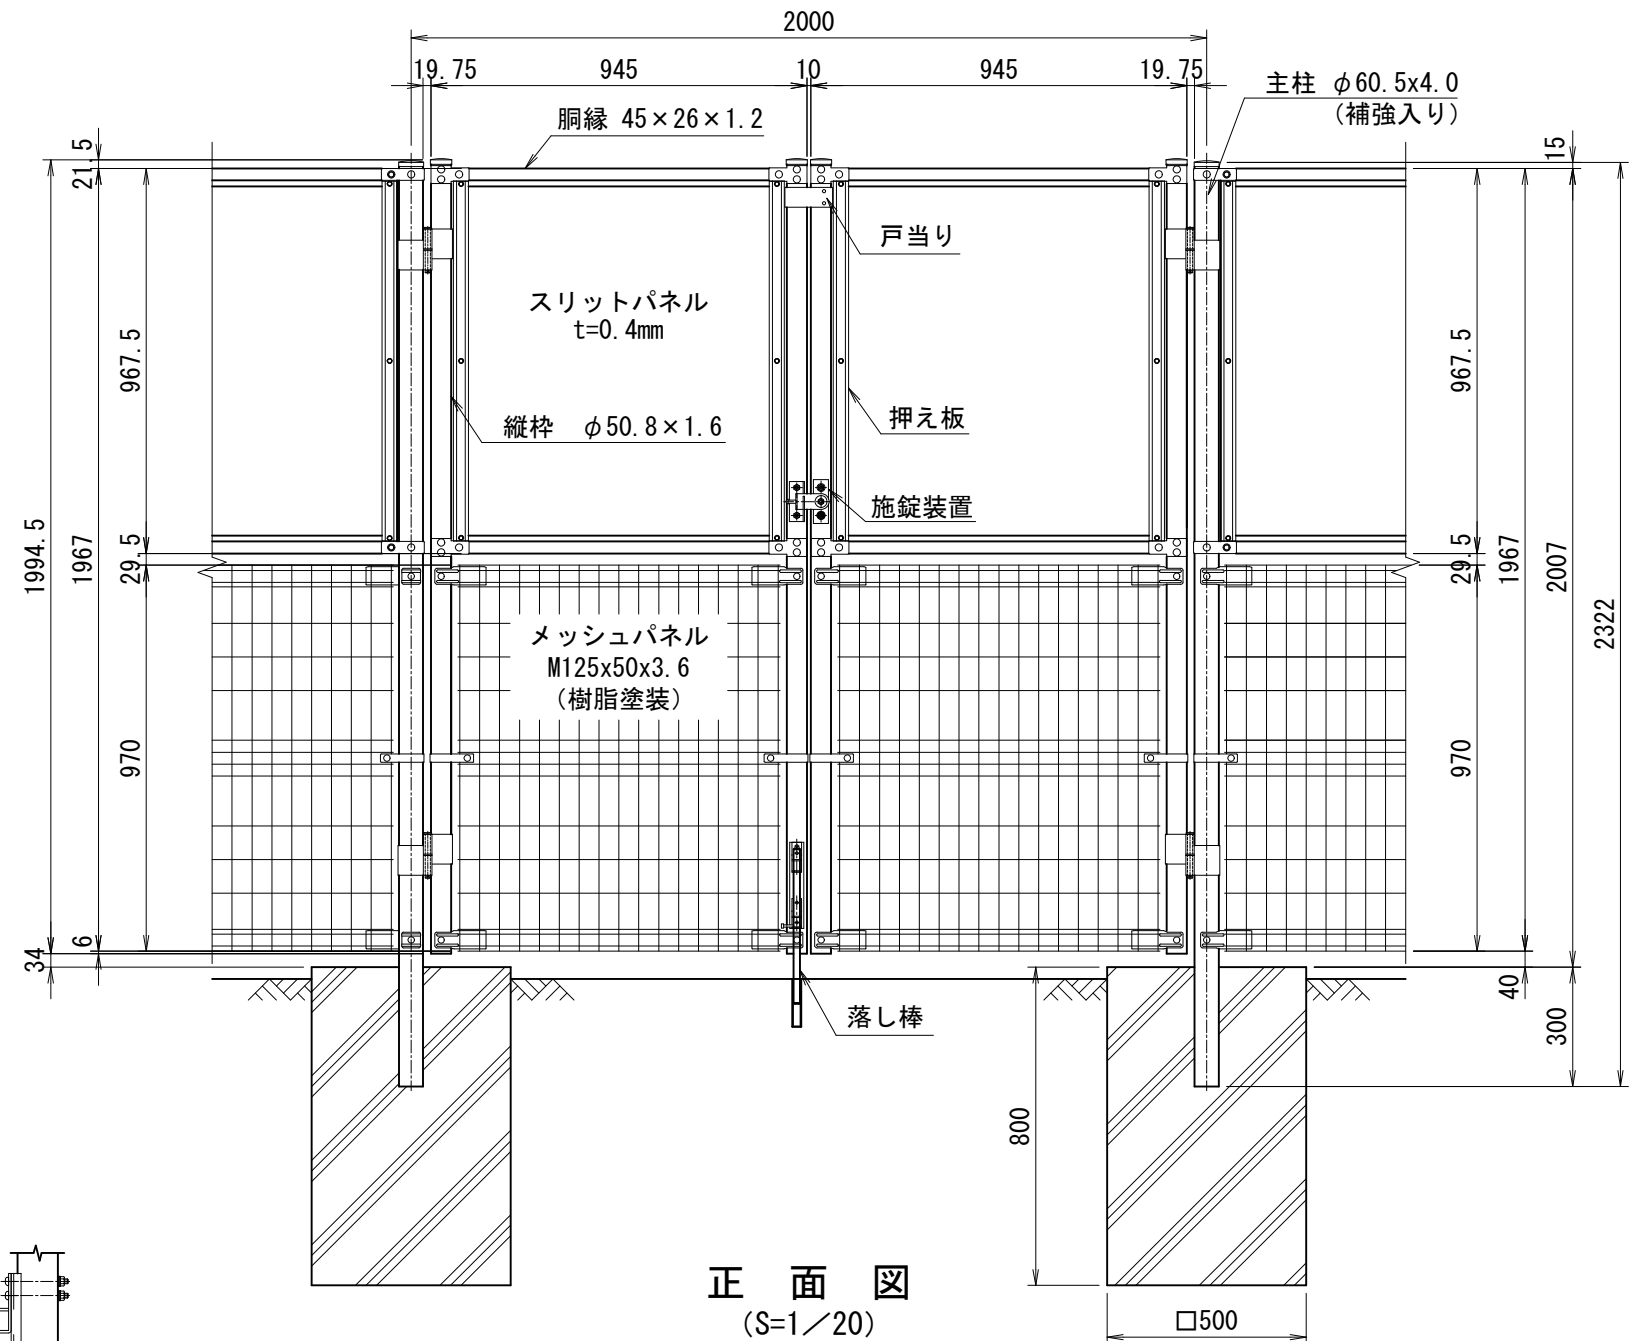 2000
19.75
945
10
945
19.75
主柱 φ60.5x4.0
(補強入り)
胴縁 45×26×1.2
21.5
15
戸当り
スリットパネル
t=0.4mm
967.5
967.5
縦枠 φ50.8×1.6
押え板
施錠装置
1994.5
1967
29.5
29.5
1967
2007
2322
メッシュパネル
M125x50x3.6
(樹脂塗装)
970
970
6
34
40
300
落し棒
800
正 面 図
(S=1／20)
□500